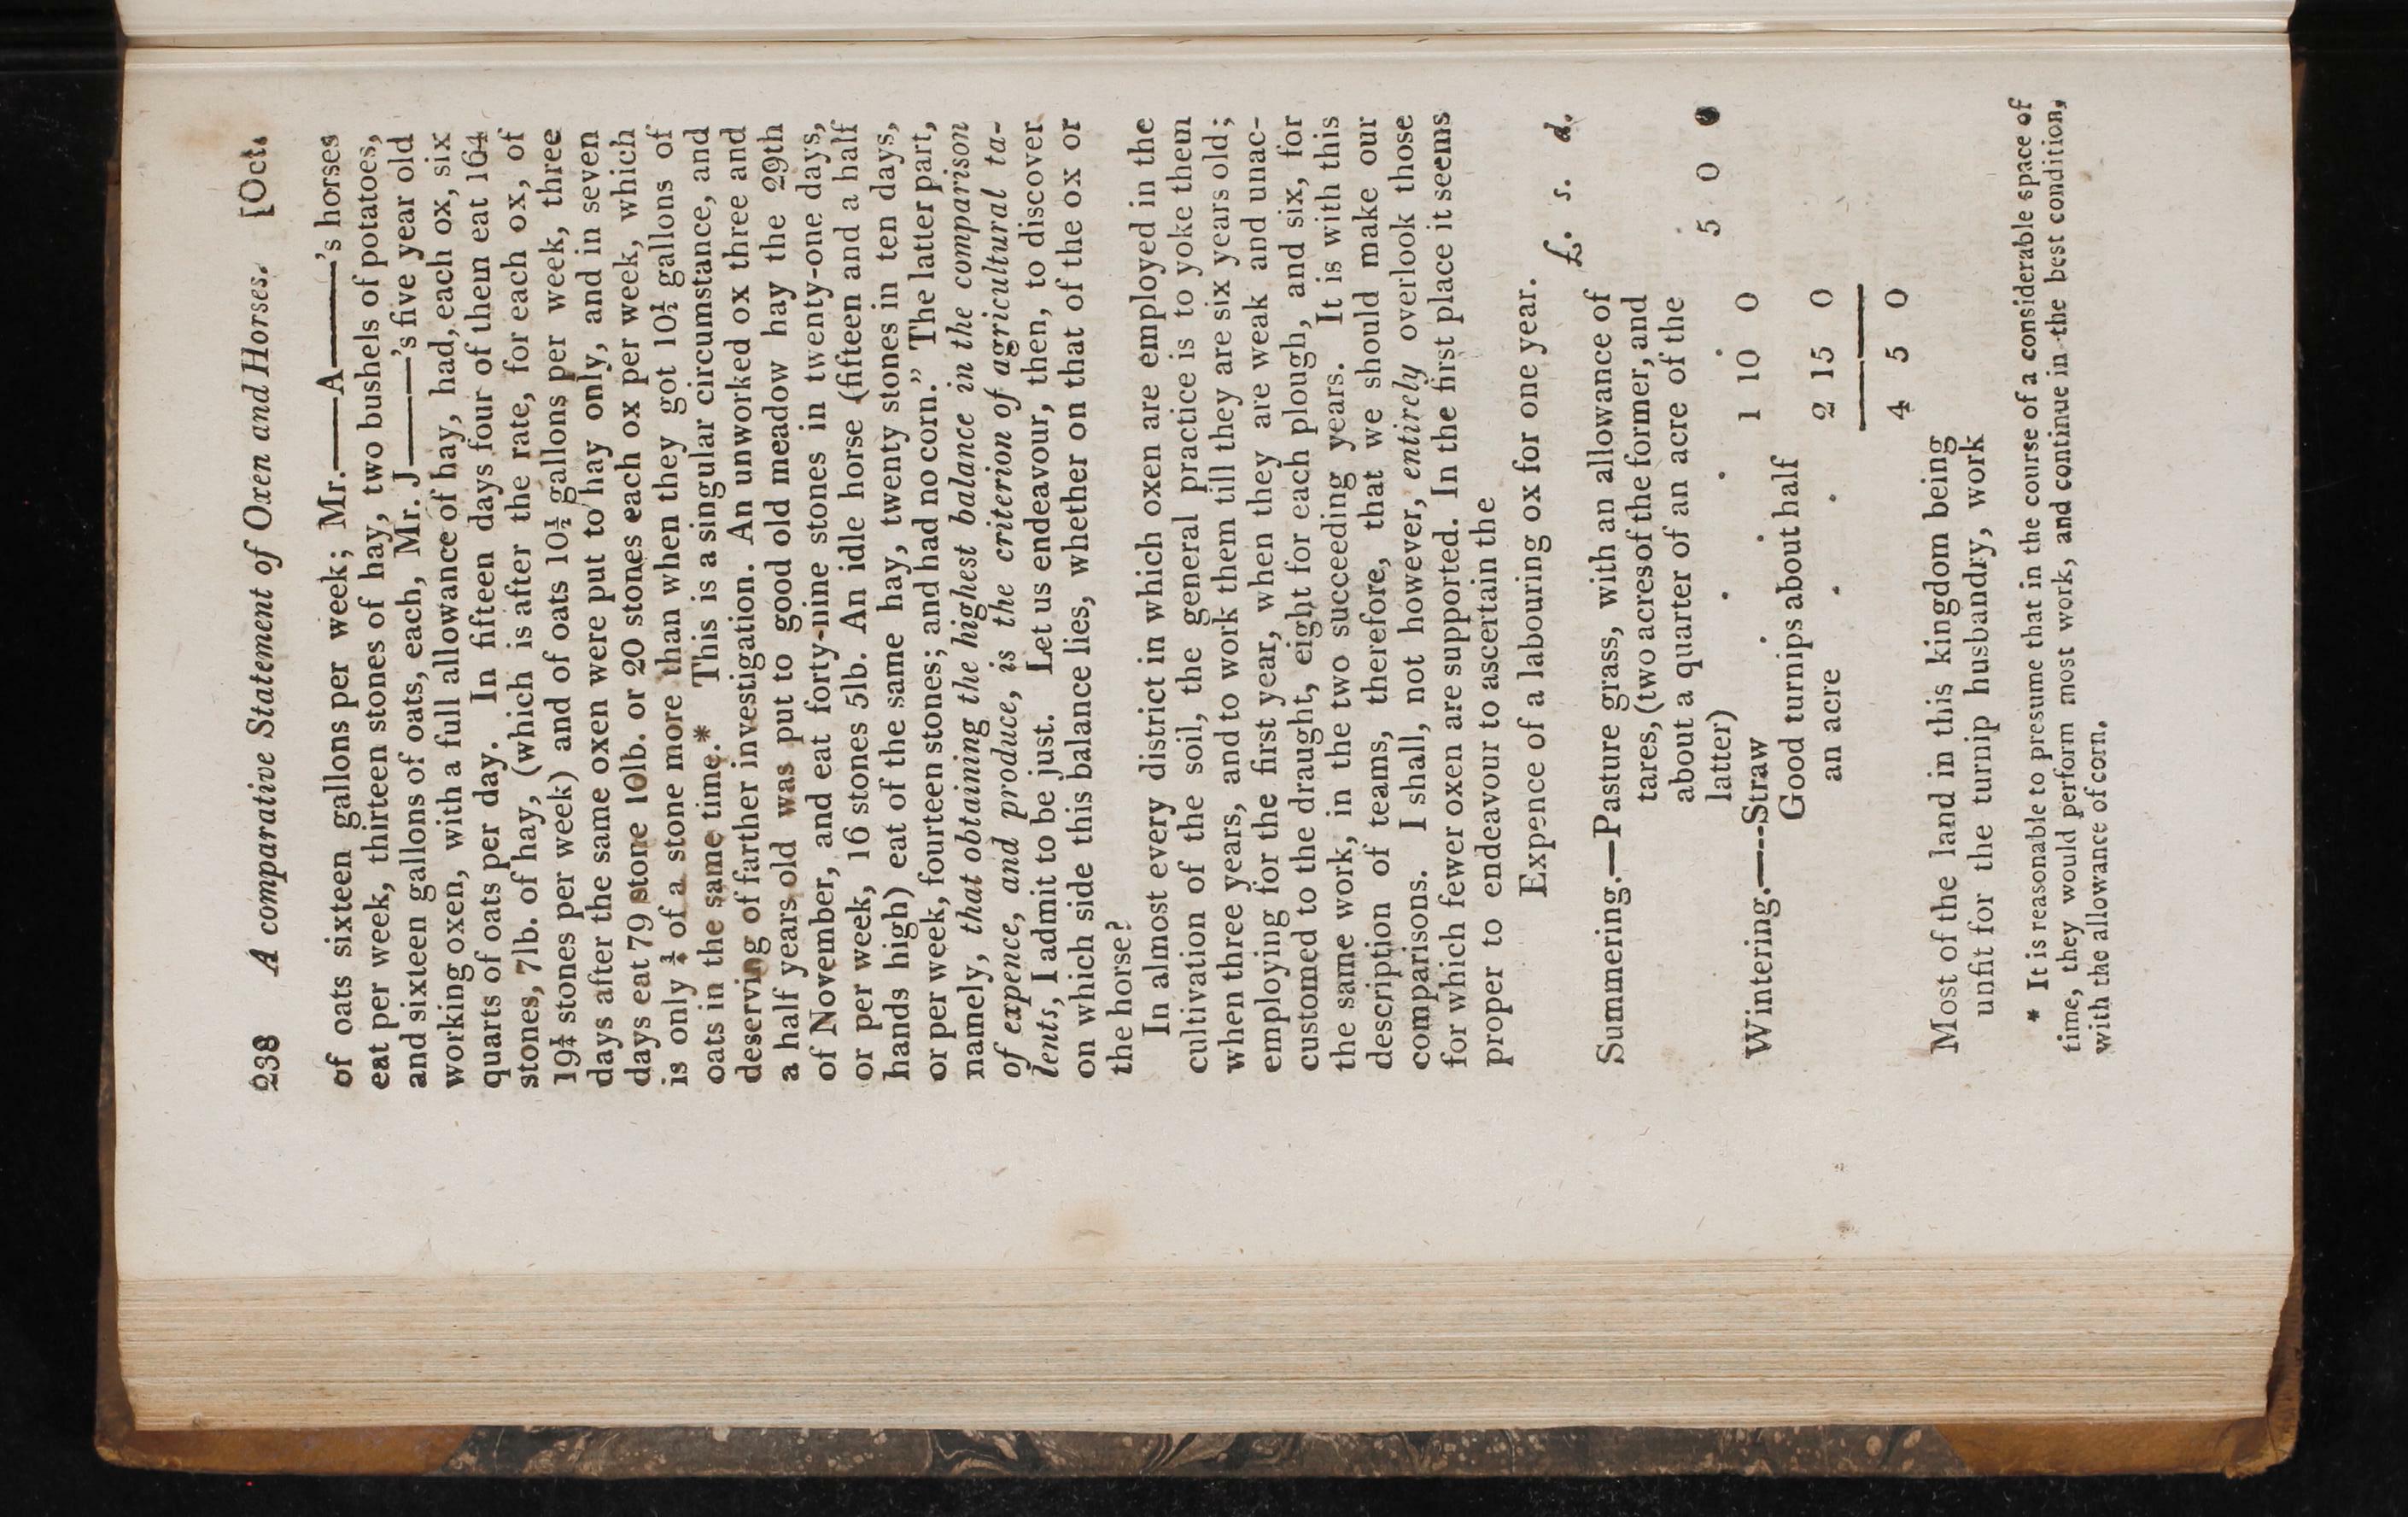 238 A comparative Statement of Oxen and Horses. [Oct.
of oats sixteen gallons per week; Mr.——A———'s horses
eat per week, thirteen stones of hay, two bushels of potatoes,
and sixteen gallons of oats, each, Mr. J———'s five year old
working oxen, with a full allowance of hay, had, each ox, six
quarts of oats per day. In fifteen days four of them eat 164
stones, 7lb. of hay, (which is after the rate, for each ox, of
19¼ stones per week) and of oats 10½ gallons per week, three
days after the same oxen were put to hay only, and in seven
days eat 79 stone 10lb. or 20 stones each ox per week, which
is only ¾ of a stone more than when they got 10½ gallons of
oats in the same time.* This is a singular circumstance, and
deserving of farther investigation. An unworked ox three and
a half years old was put to good old meadow hay the 29th
of November, and eat forty-nine stones in twenty-one days,
or per week, 16 stones 5lb. An idle horse (fifteen and a half
hands high) eat of the same hay, twenty stones in ten days,
or per week, fourteen stones; and had no corn." The latter part,
namely, that obtaining the highest balance in the comparison
of expence, and produce, is the criterion of agricultural ta-
lents, I admit to be just. Let us endeavour, then, to discover
on which side this balance lies, whether on that of the ox or
the horse?
In almost every district in which oxen are employed in the
cultivation of the soil, the general practice is to yoke them
when three years, and to work them till they are six years old;
employing for the first year, when they are weak and unac-
customed to the draught, eight for each plough, and six, for
the same work, in the two succeeding years. It is with this
description of teams, therefore, that we should make our
comparisons. I shall, not however, entirely overlook those
for which fewer oxen are supported. In the first place it seems
proper to endeavour to ascertain the
Expence of a labouring ox for one year.
£. s. d.
Summering.—Pasture grass, with an allowance of
tares, (two acres of the former, and
about a quarter of an acre of the
latter) . . . 5 0
Wintering.—--Straw . . 1 10 0
Good turnips about half
an acre . . 2 15 0
4 5 0
Most of the land in this kingdom being
unfit for the turnip husbandry, work
* It is reasonable to presume that in the course of a considerable space of
time, they would perform most work, and continue in the best condition,
with the allowance of corn.